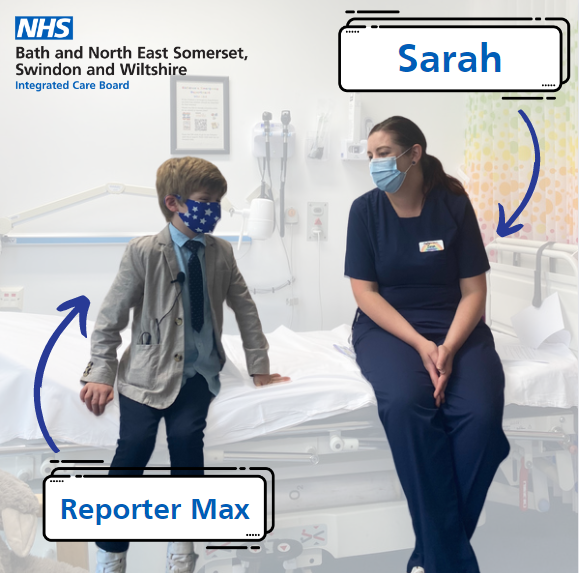 NHS
Bath and North East Somerset,
Swindon and Wiltshire
Integrated Care Board
Sarah
Reporter Max